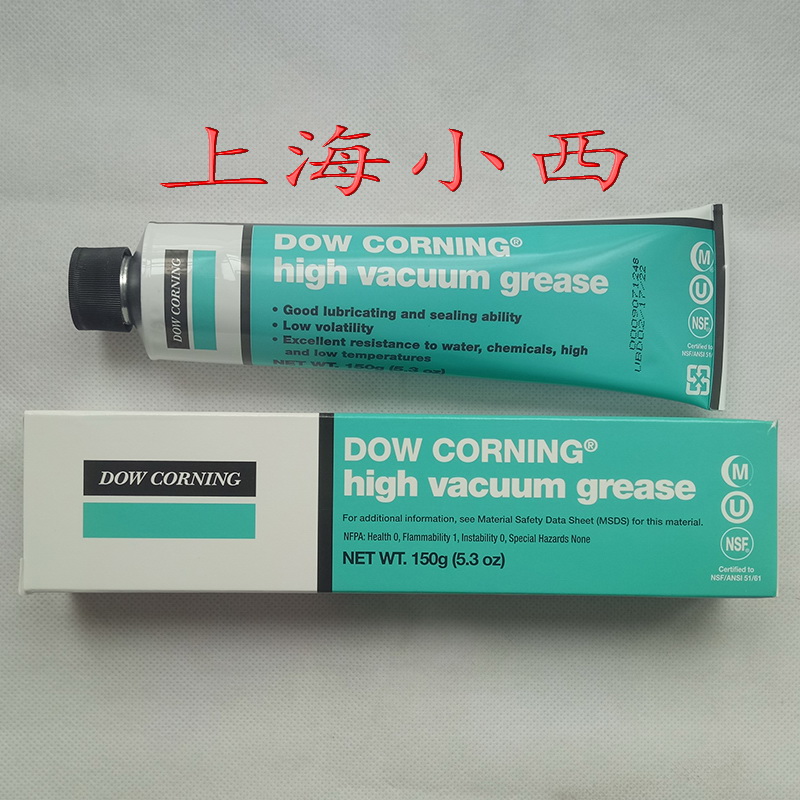 上海小西
DOW CORNING
DOW CORNING®
high vacuum grease
• Good lubricating and sealing ability
• Low volatility
• Excellent resistance to water, chemicals, high
and low temperatures
NET WT. 150g (5.3 oz)
D009071248
UBD02/17/22
M
U
NSF
Certified to
NSF/ANSI 51/61
DOW CORNING
DOW CORNING®
high vacuum grease
For additional information, see Material Safety Data Sheet (MSDS) for this material.
NFPA: Health 0, Flammability 1, Instability 0, Special Hazards None
NET WT. 150g (5.3 oz)
M
U
NSF
Certified to
NSF/ANSI 51/61